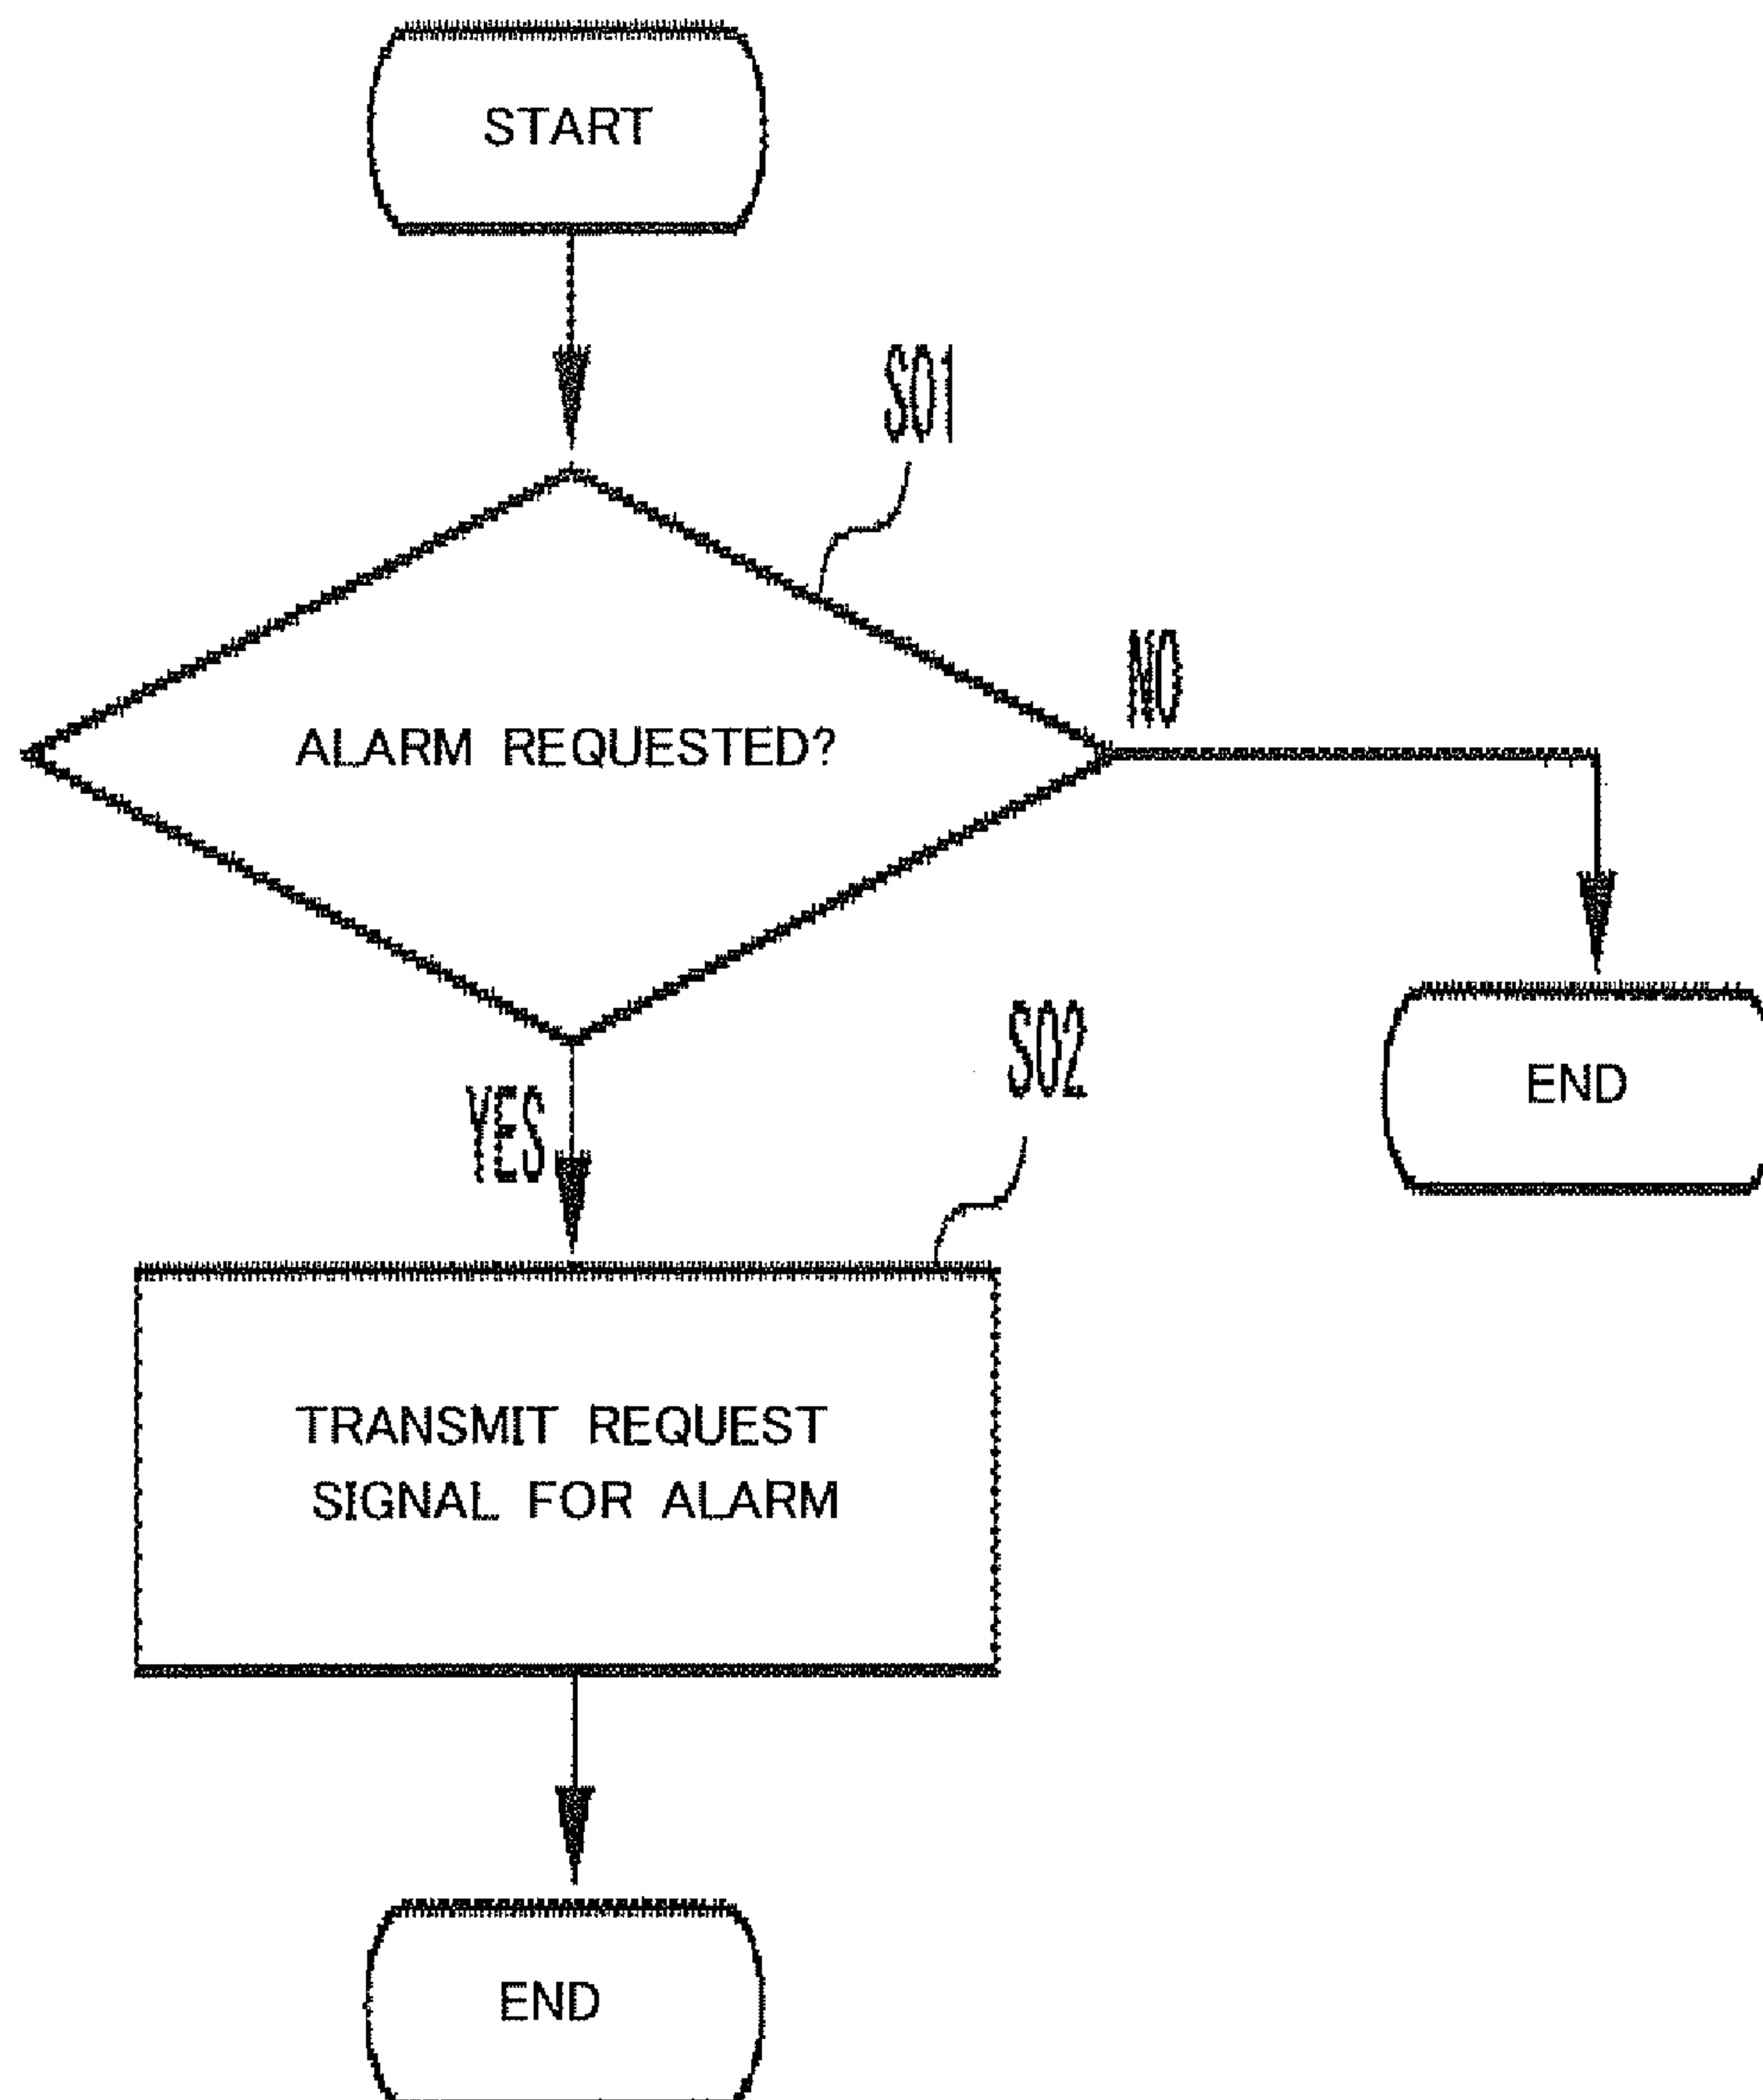 START
S01
ALARM REQUESTED?
NO
YES
S02
END
TRANSMIT REQUEST
SIGNAL FOR ALARM
END